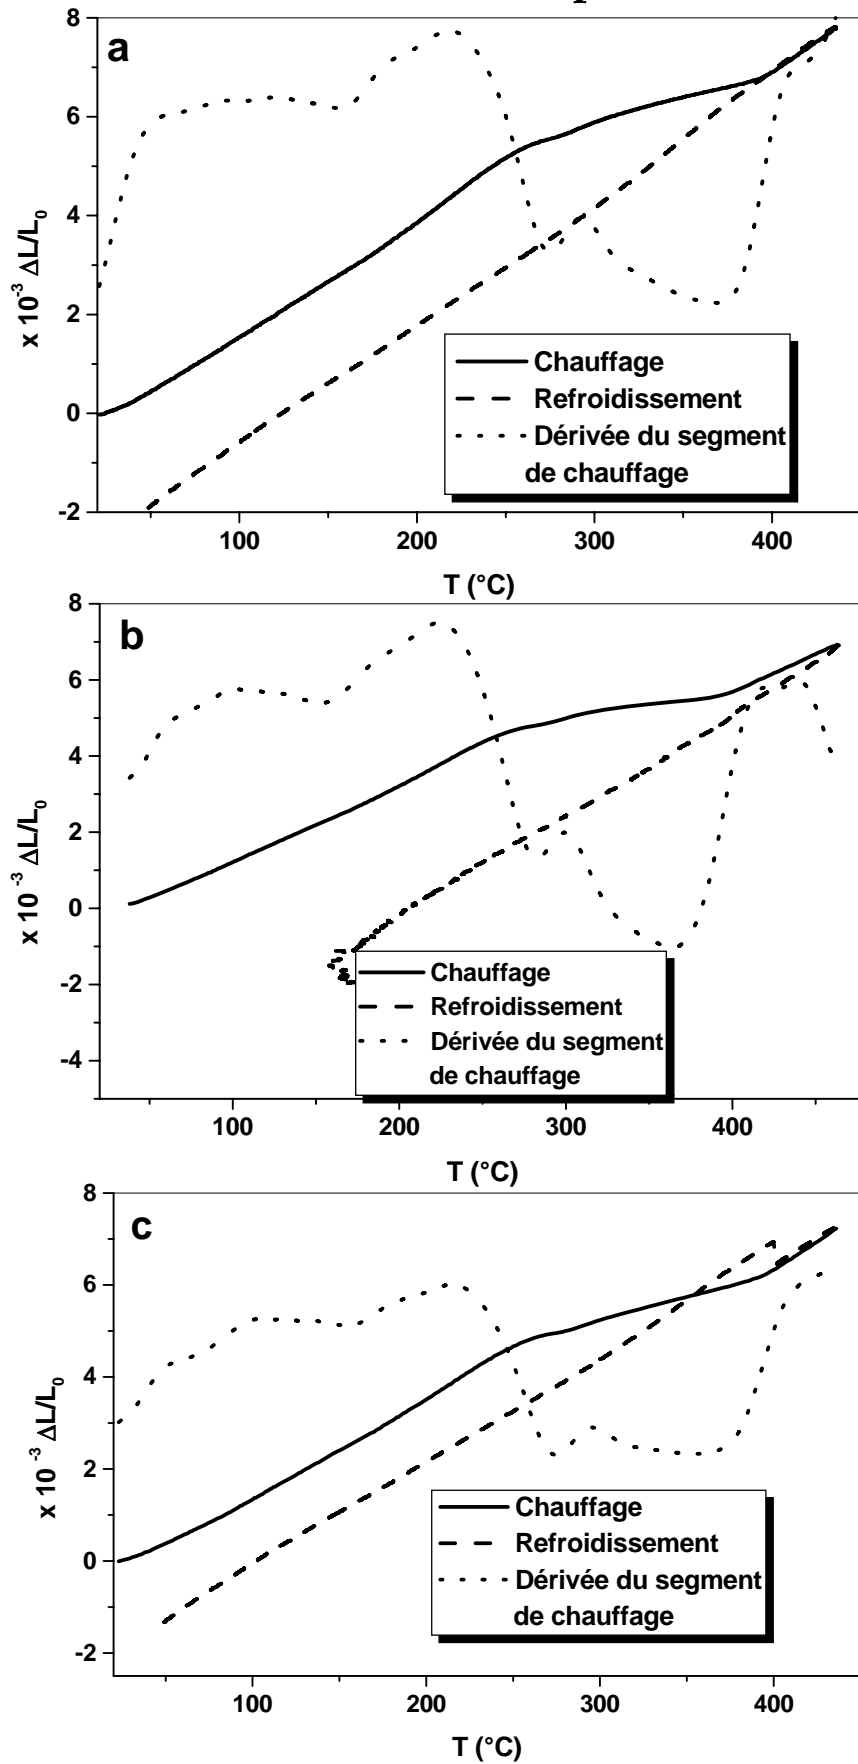 a
8
6
4
2
0
-2
x 10-3 ΔL/L0
Chauffage
Refroidissement
Dérivée du segment
de chauffage
100
200
300
400
T (°C)
b
8
6
4
2
0
-2
-4
x 10 -3 ΔL/L0
Chauffage
Refroidissement
Dérivée du segment
de chauffage
100
200
300
400
T (°C)
c
8
6
4
2
0
-2
x 10 -3 ΔL/L0
Chauffage
Refroidissement
Dérivée du segment
de chauffage
100
200
300
400
T (°C)